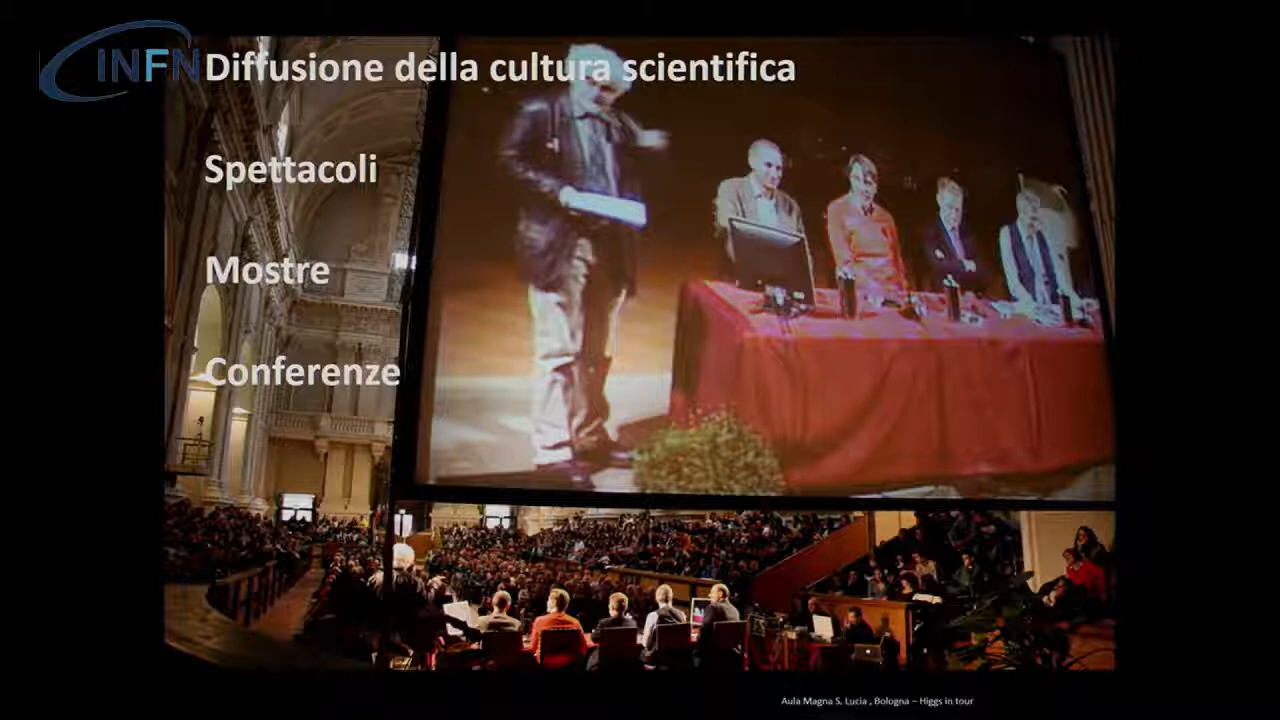 INFN
Diffusione della cultura scientifica
Spettacoli
Mostre
Conferenze
Aula Magna S. Lucia , Bologna – Higgs in tour